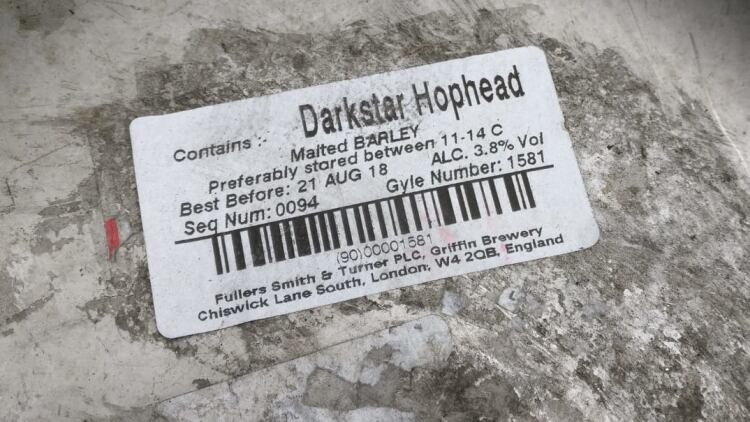 Darkstar Hophead
Contains :- Malted BARLEY
Preferably stored between 11-14 C
Best Before: 21 AUG 18 ALC. 3.8% Vol
Seq Num: 0094 Gyle Number: 1581
(90)00001581
Fullers Smith & Turner PLC, Griffin Brewery
Chiswick Lane South, London, W4 2QB, England